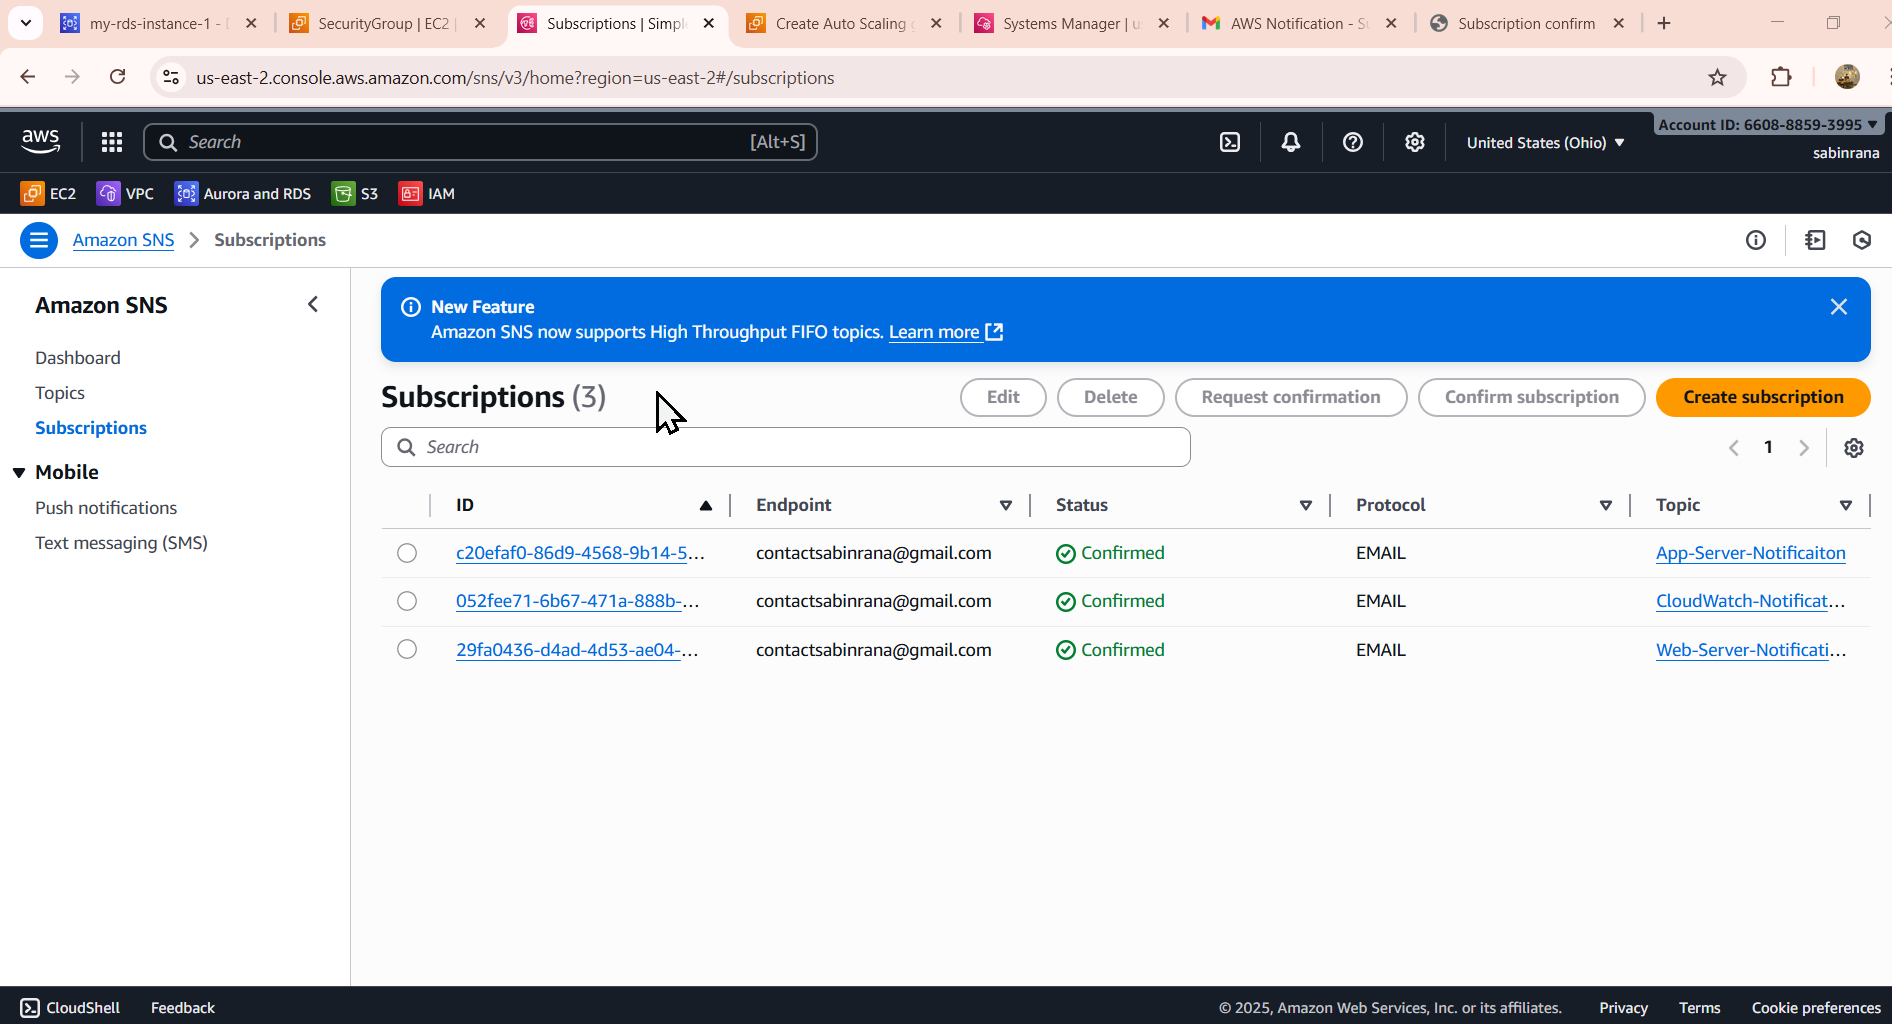 my-rds-instance-1 -
SecurityGroup | EC2 |
Subscriptions | Simpl
Create Auto Scaling
Systems Manager | u
AWS Notification - S
Subscription confirm
us-east-2.console.aws.amazon.com/sns/v3/home?region=us-east-2#/subscriptions
aws
Search
[Alt+S]
United States (Ohio)
Account ID: 6608-8859-3995
sabinrana
EC2
VPC
Aurora and RDS
S3
IAM
Amazon SNS
Subscriptions
Amazon SNS
Dashboard
Topics
Subscriptions
Mobile
Push notifications
Text messaging (SMS)
New Feature
Amazon SNS now supports High Throughput FIFO topics. Learn more
Subscriptions (3)
Edit
Delete
Request confirmation
Confirm subscription
Create subscription
Search
1
ID Endpoint Status Protocol Topic
c20efaf0-86d9-4568-9b14-5... contactsabinrana@gmail.com Confirmed EMAIL App-Server-Notificaiton
052fee71-6b67-471a-888b-... contactsabinrana@gmail.com Confirmed EMAIL CloudWatch-Notificat...
29fa0436-d4ad-4d53-ae04-... contactsabinrana@gmail.com Confirmed EMAIL Web-Server-Notificati...
CloudShell
Feedback
© 2025, Amazon Web Services, Inc. or its affiliates.
Privacy
Terms
Cookie preferences